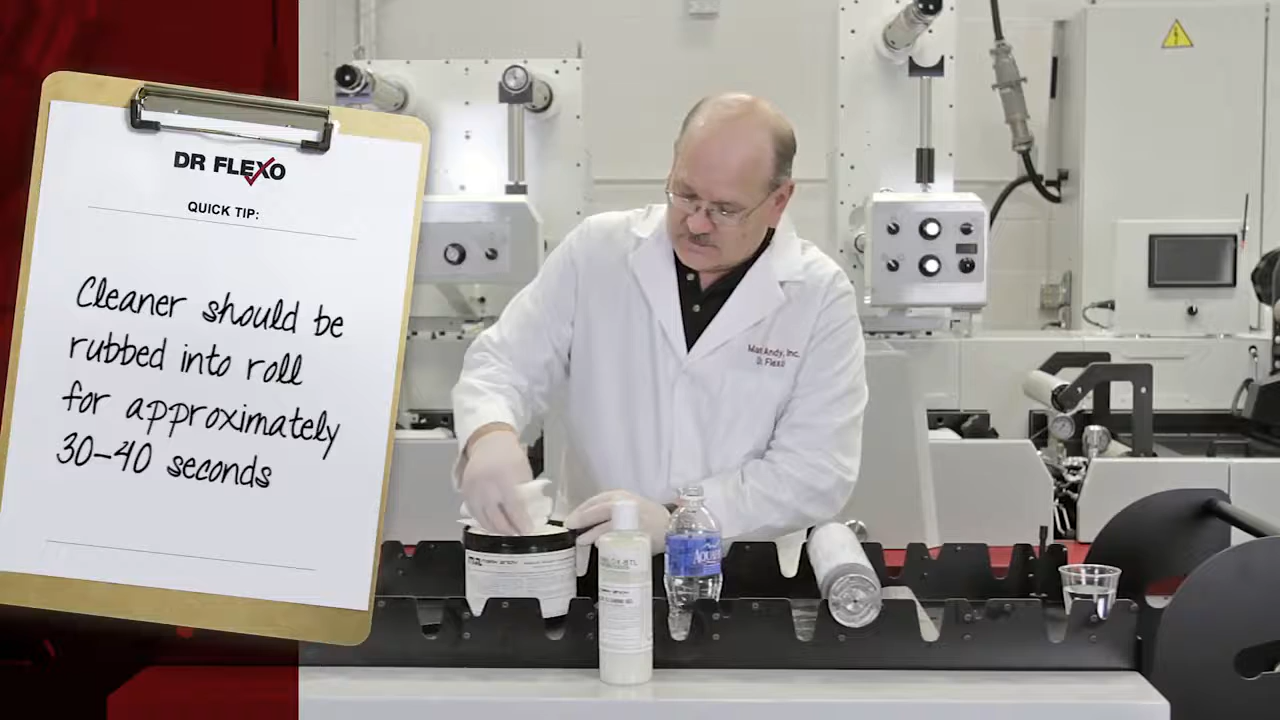 DR FLEXO
QUICK TIP:
Cleaner should be
rubbed into roll
for approximately
30-40 seconds
Mark Andy, Inc.
Dr. Flexo